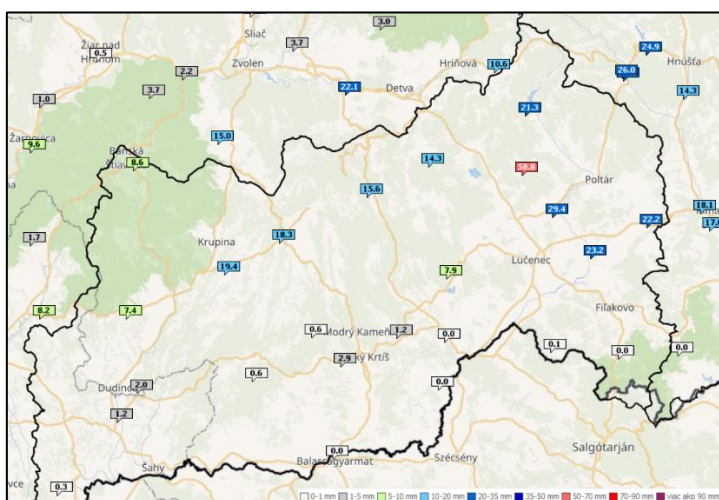 3.0
Sliač
3.7
Žiar nad
Hronom
0.5
24.9
Hnúšťa
Zvolen
2.2
Hriňová
10.6
26.0
3.7
22.1
Detva
14.3
1.0
21.3
Žarnovica
15.0
9.6
Banská
Štiavnica
8.6
14.3
58.8
Poltár
15.6
29.4
18.1
22.2
17.
1.7
Krupina
18.3
23.2
Lučenec
19.4
7.9
8.2
7.4
Fiľakovo
0.6
Modrý Kameň
1.2
0.0
0.1
0.0
0.0
2.9
ký Krtíš
0.6
0.0
Dudince
2.0
1.2
Salgótarján
0.0
Balassagyarmat
Szécsény
Šahy
0.3
0-1 mm 1-5 mm 5-10 mm 10-20 mm 20-35 mm 35-50 mm 50-70 mm 70-90 mm viac ako 90 mm